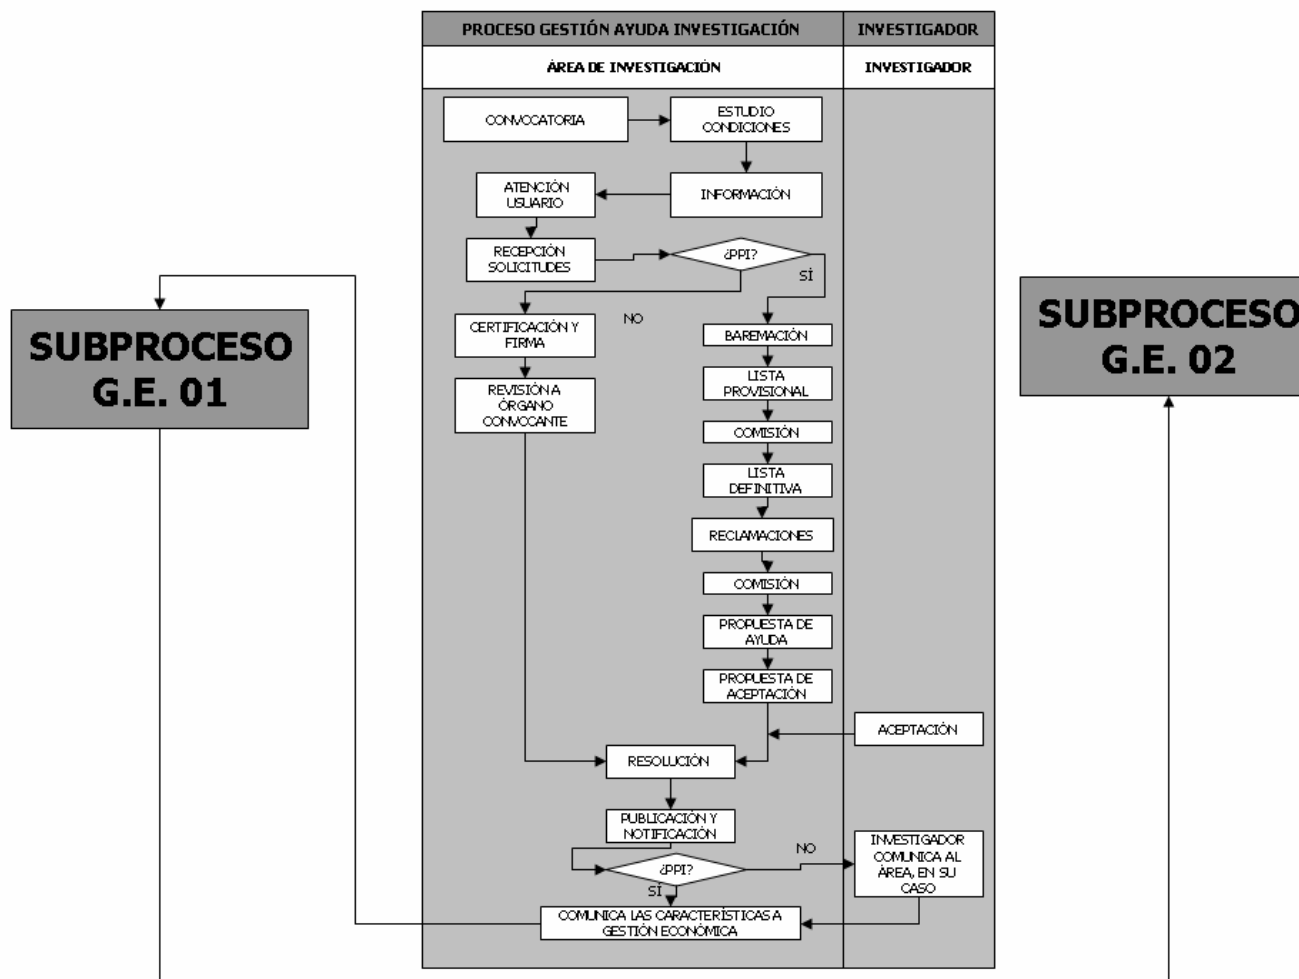 PROCESO GESTIÓN AYUDA INVESTIGACIÓN
INVESTIGADOR
ÁREA DE INVESTIGACIÓN
INVESTIGADOR
CONVOCATORIA
ESTUDIO
CONDICIONES
ATENCIÓN
USUARIO
INFORMACIÓN
RECEPCIÓN
SOLICITUDES
¿PPI?
SÍ
NO
SUBPROCESO
G.E. 01
SUBPROCESO
G.E. 02
CERTIFICACIÓN Y
FIRMA
BAREMACIÓN
REVISIÓN A
ÓRGANO
CONVOCANTE
LISTA
PROVISIONAL
COMISIÓN
LISTA
DEFINITIVA
RECLAMACIONES
COMISIÓN
PROPUESTA DE
AYUDA
PROPUESTA DE
ACEPTACIÓN
ACEPTACIÓN
RESOLUCIÓN
PUBLICACIÓN Y
NOTIFICACIÓN
¿PPI?
NO
SÍ
INVESTIGADOR
COMUNICA AL
ÁREA, EN SU
CASO
COMUNICA LAS CARACTERÍSTICAS A
GESTIÓN ECONÓMICA